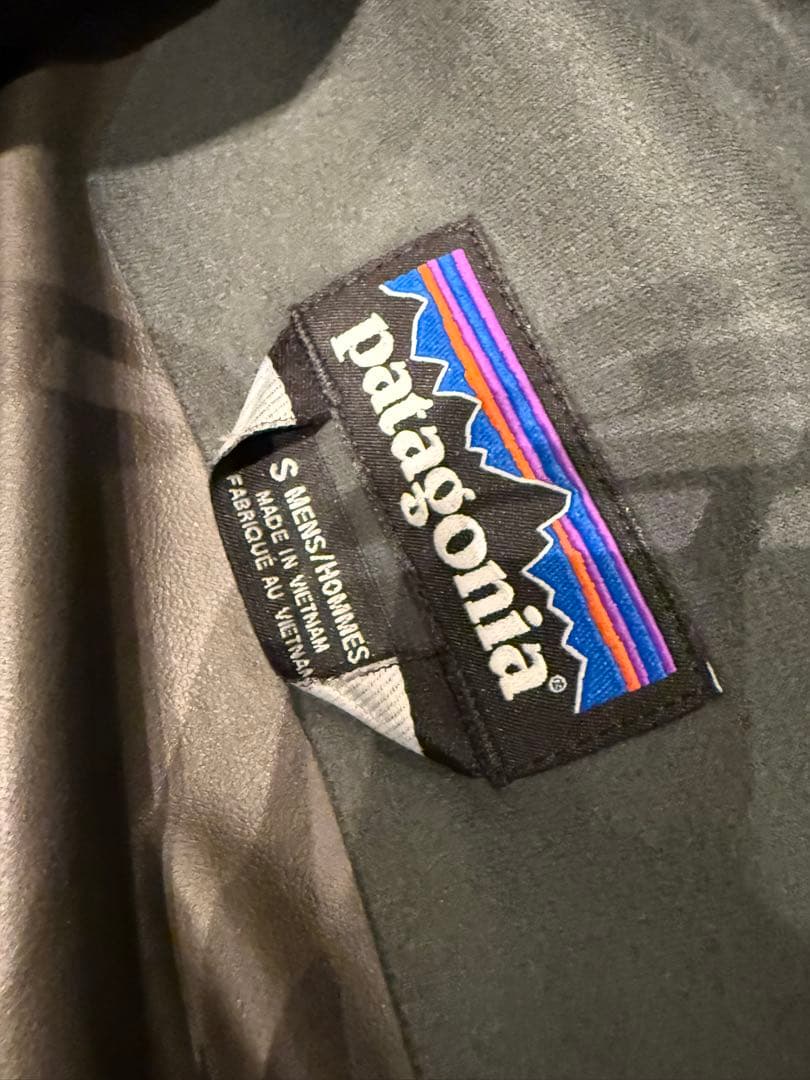 patagonia®
S MENS/HOMMES
MADE IN VIETNAM
FABRIQUÉ AU VIETNAM